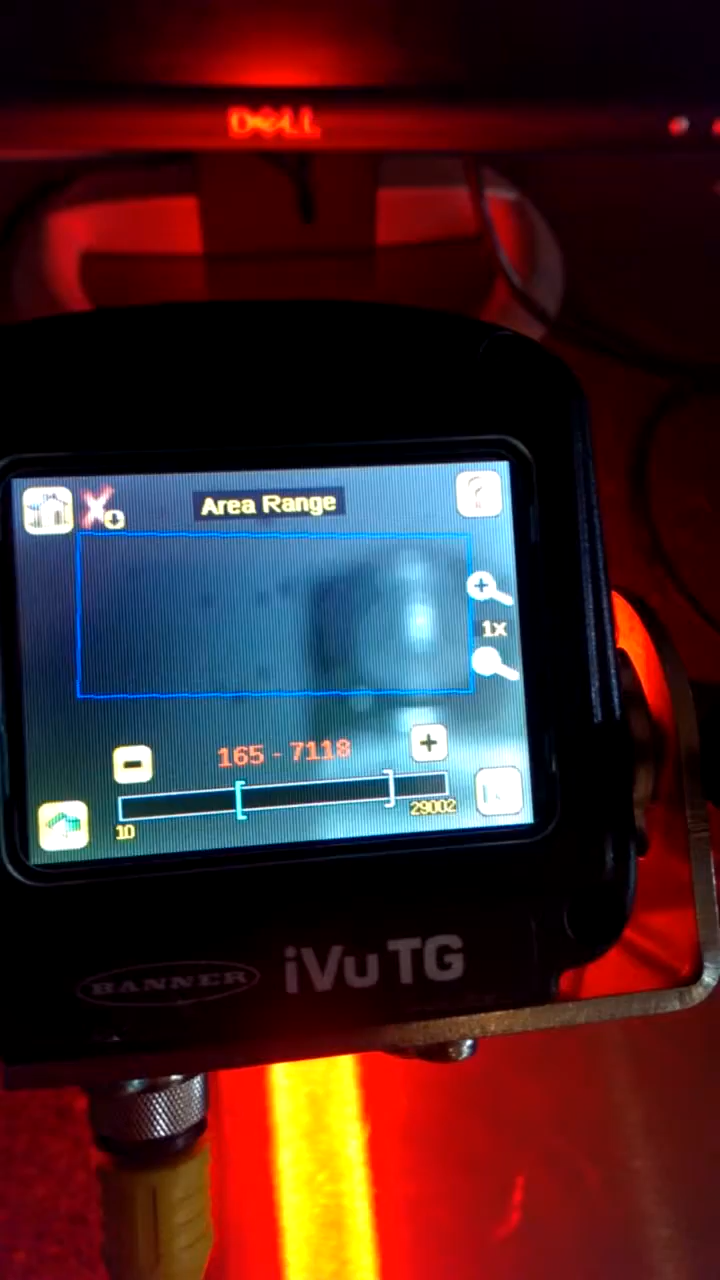 DELL
Area Range
1x
165 - 7118
10
29002
BANNER
iVu TG